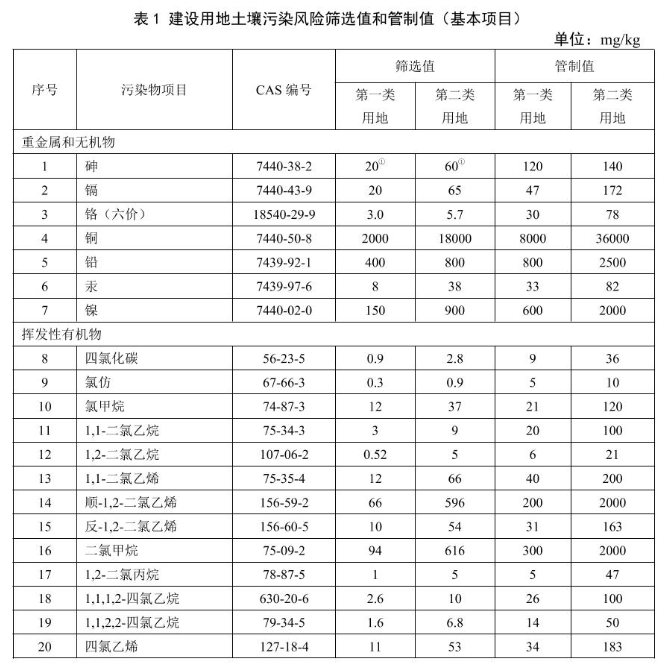 表1 建设用地土壤污染风险筛选值和管制值（基本项目）
单位：mg/kg
序号 污染物项目 CAS 编号 筛选值 管制值
第一类用地 第二类用地 第一类用地 第二类用地
重金属和无机物
1 砷 7440-38-2 20① 60① 120 140
2 镉 7440-43-9 20 65 47 172
3 铬（六价） 18540-29-9 3.0 5.7 30 78
4 铜 7440-50-8 2000 18000 8000 36000
5 铅 7439-92-1 400 800 800 2500
6 汞 7439-97-6 8 38 33 82
7 镍 7440-02-0 150 900 600 2000
挥发性有机物
8 四氯化碳 56-23-5 0.9 2.8 9 36
9 氯仿 67-66-3 0.3 0.9 5 10
10 氯甲烷 74-87-3 12 37 21 120
11 1,1-二氯乙烷 75-34-3 3 9 20 100
12 1,2-二氯乙烷 107-06-2 0.52 5 6 21
13 1,1-二氯乙烯 75-35-4 12 66 40 200
14 顺-1,2-二氯乙烯 156-59-2 66 596 200 2000
15 反-1,2-二氯乙烯 156-60-5 10 54 31 163
16 二氯甲烷 75-09-2 94 616 300 2000
17 1,2-二氯丙烷 78-87-5 1 5 5 47
18 1,1,1,2-四氯乙烷 630-20-6 2.6 10 26 100
19 1,1,2,2-四氯乙烷 79-34-5 1.6 6.8 14 50
20 四氯乙烯 127-18-4 11 53 34 183